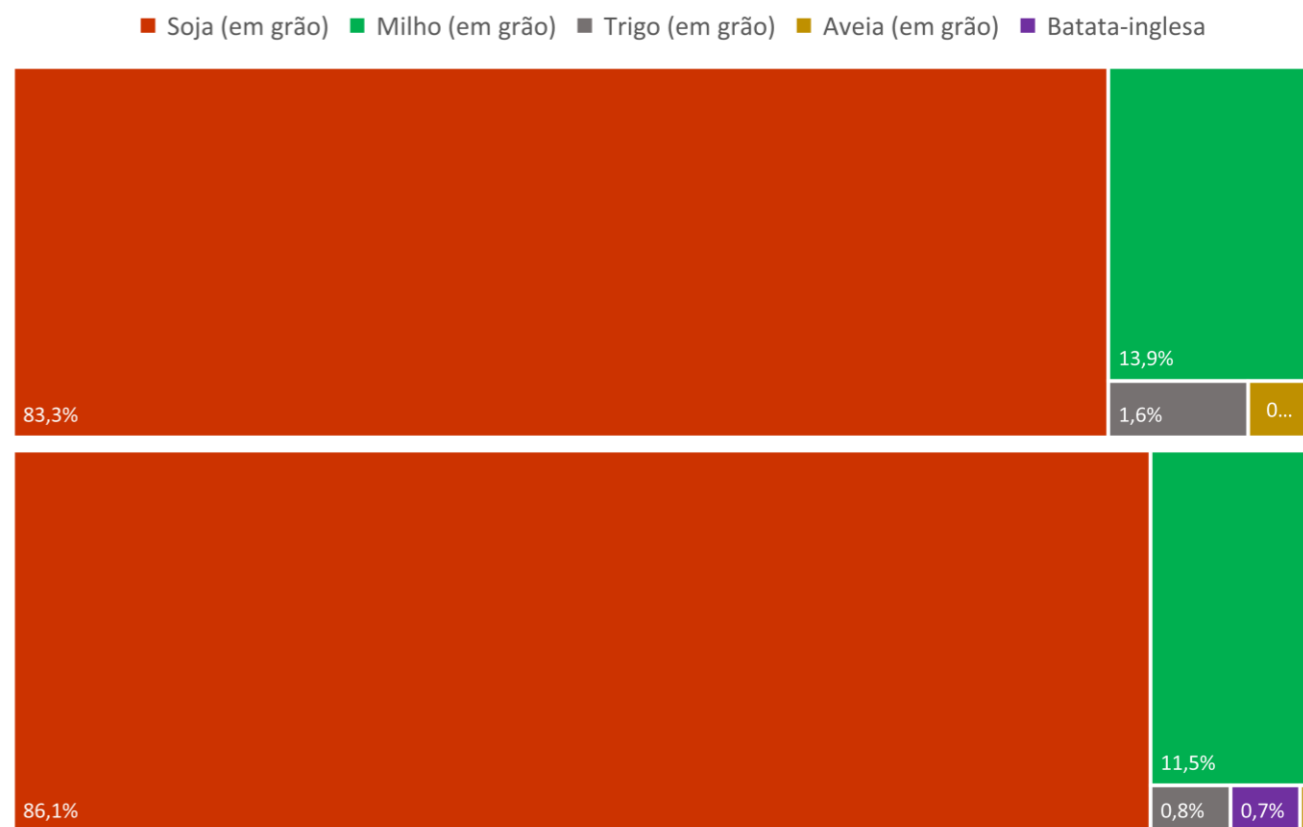 Soja (em grão) Milho (em grão) Trigo (em grão) Aveia (em grão) Batata-inglesa
13,9%
83,3% 1,6% 0...
11,5%
86,1% 0,8% 0,7%